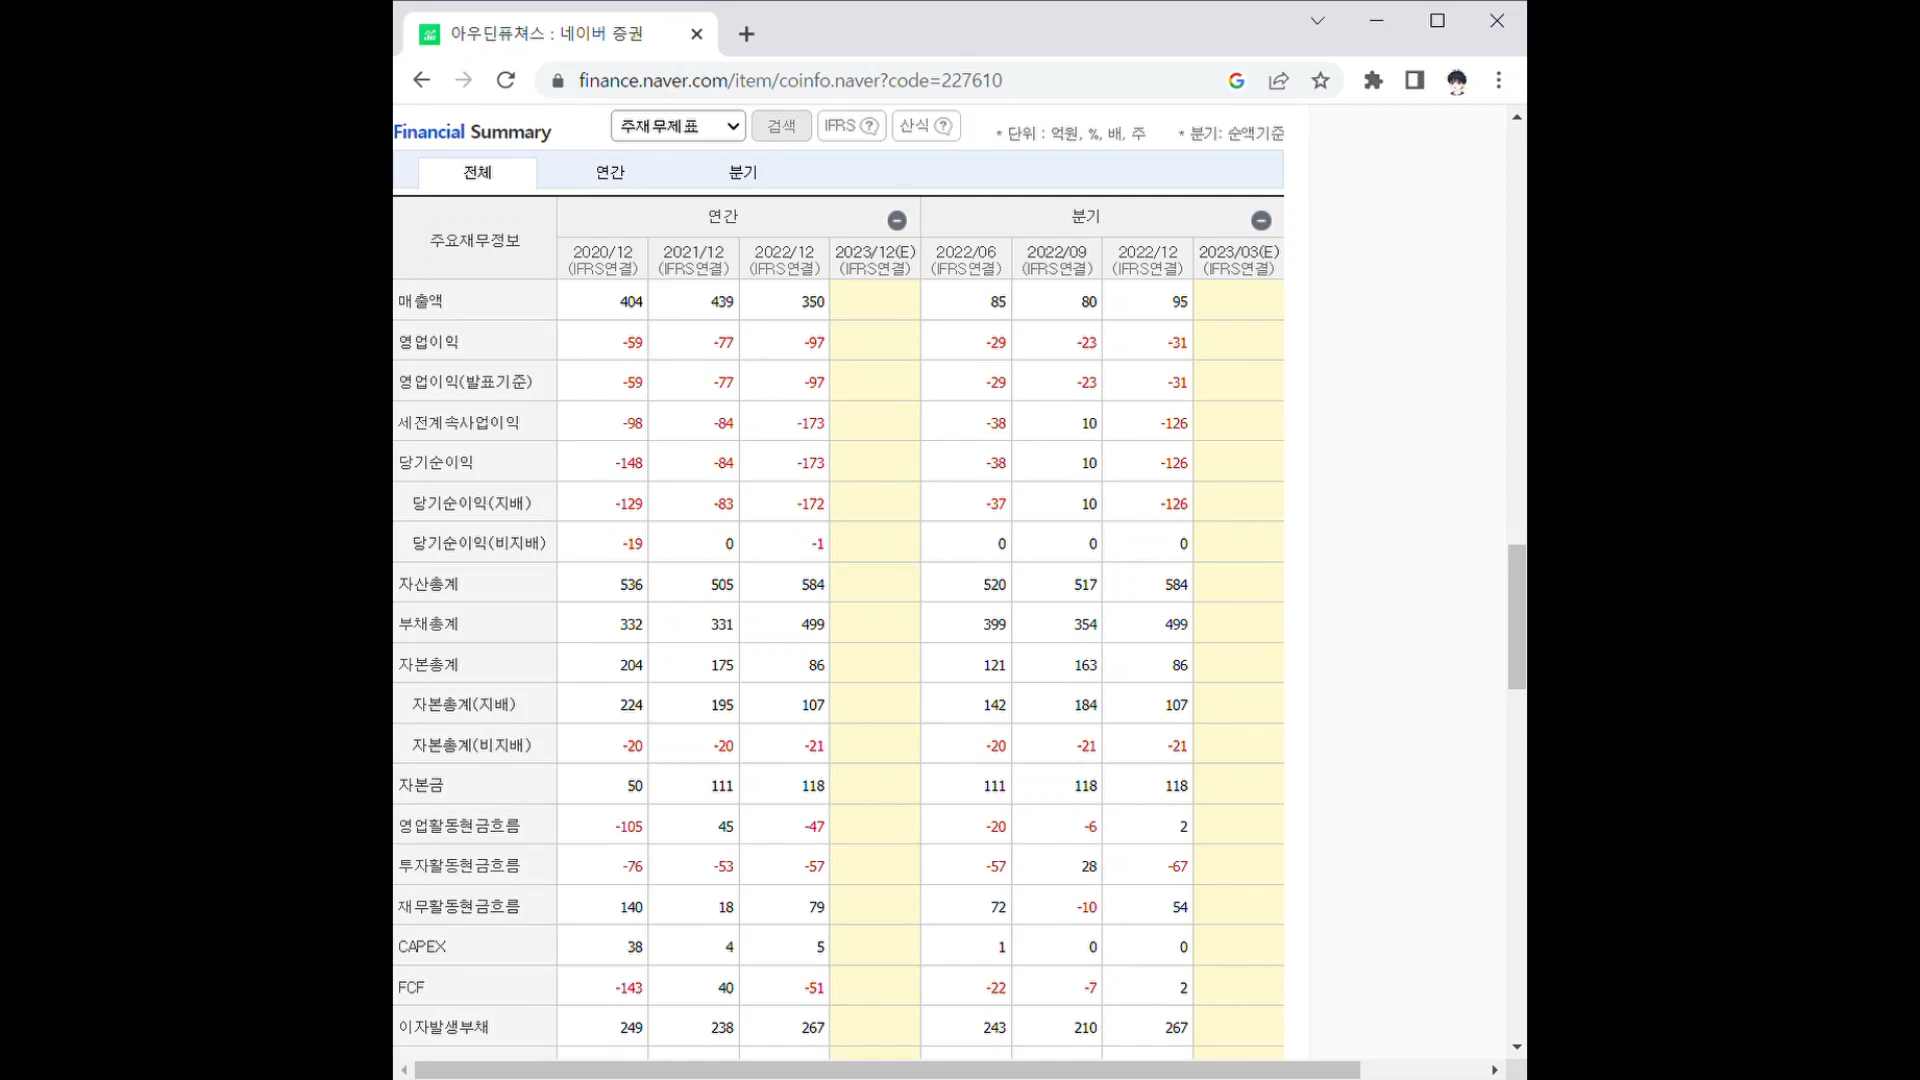 아우딘퓨쳐스 : 네이버 증권
finance.naver.com/item/coinfo.naver?code=227610
Financial Summary 주재무제표 검색 IFRS ? 산식 ? * 단위 : 억원, %, 배, 주 * 분기: 순액기준
전체 연간 분기
주요재무정보 연간 분기
2020/12 2021/12 2022/12 2023/12(E) 2022/06 2022/09 2022/12 2023/03(E)
(IFRS연결) (IFRS연결) (IFRS연결) (IFRS연결) (IFRS연결) (IFRS연결) (IFRS연결) (IFRS연결)
매출액 404 439 350 85 80 95
영업이익 -59 -77 -97 -29 -23 -31
영업이익(발표기준) -59 -77 -97 -29 -23 -31
세전계속사업이익 -98 -84 -173 -38 10 -126
당기순이익 -148 -84 -173 -38 10 -126
당기순이익(지배) -129 -83 -172 -37 10 -126
당기순이익(비지배) -19 0 -1 0 0 0
자산총계 536 505 584 520 517 584
부채총계 332 331 499 399 354 499
자본총계 204 175 86 121 163 86
자본총계(지배) 224 195 107 142 184 107
자본총계(비지배) -20 -20 -21 -20 -21 -21
자본금 50 111 118 111 118 118
영업활동현금흐름 -105 45 -47 -20 -6 2
투자활동현금흐름 -76 -53 -57 -57 28 -67
재무활동현금흐름 140 18 79 72 -10 54
CAPEX 38 4 5 1 0 0
FCF -143 40 -51 -22 -7 2
이자발생부채 249 238 267 243 210 267